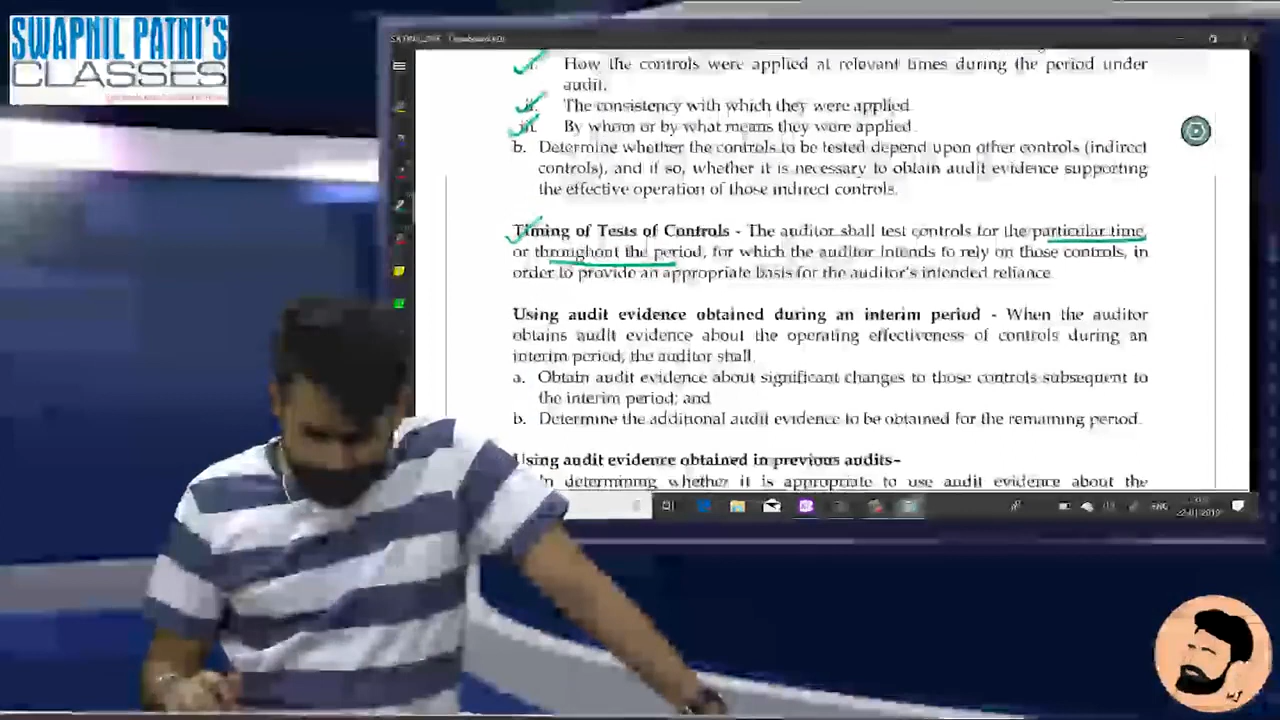 SWAPNIL PATNI'S
CLASSES
How the controls were applied at relevant times during the period under
audit.
ii. The consistency with which they were applied.
iii. By whom or by what means they were applied.
b. Determine whether the controls to be tested depend upon other controls (indirect
controls), and if so, whether it is necessary to obtain audit evidence supporting
the effective operation of those indirect controls.
Timing of Tests of Controls - The auditor shall test controls for the particular time,
or throughout the period, for which the auditor intends to rely on those controls, in
order to provide an appropriate basis for the auditor's intended reliance.
Using audit evidence obtained during an interim period - When the auditor
obtains audit evidence about the operating effectiveness of controls during an
interim period, the auditor shall.
a. Obtain audit evidence about significant changes to those controls subsequent to
the interim period; and
b. Determine the additional audit evidence to be obtained for the remaining period.
Using audit evidence obtained in previous audits-
In determining whether it is appropriate to use audit evidence about the
ENG
22-01-2019